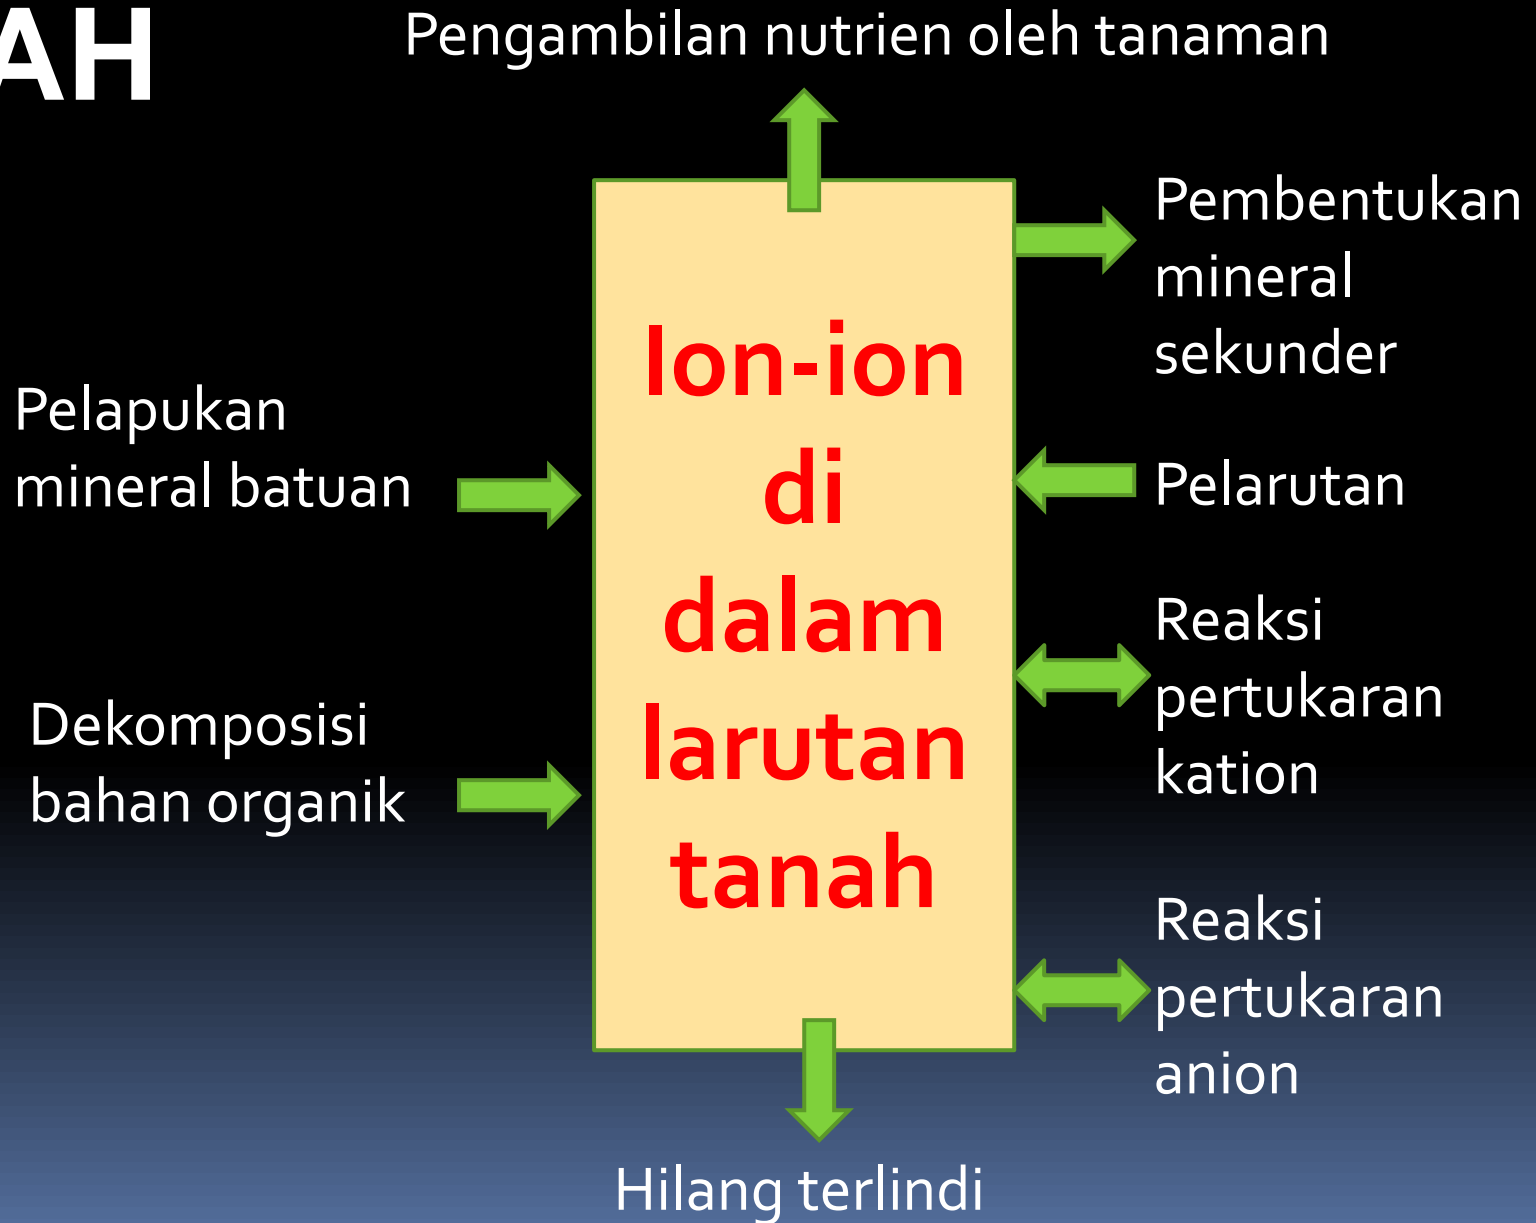 AH
Pengambilan nutrien oleh tanaman
Pembentukan
mineral
sekunder
Ion-ion
di
dalam
larutan
tanah
Pelapukan
mineral batuan
Pelarutan
Reaksi
pertukaran
kation
Dekomposisi
bahan organik
Reaksi
pertukaran
anion
Hilang terlindi